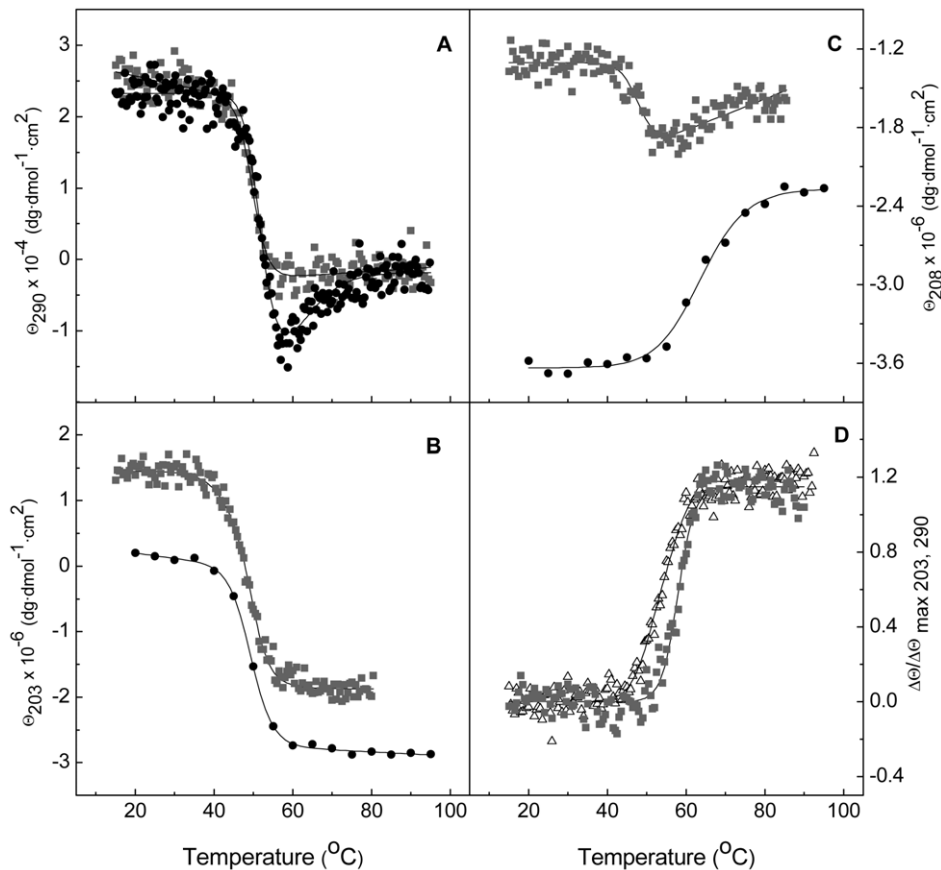 A
3
2
1
0
-1
Θ290 x 10-4 (dg·dmol-1·cm2)
C
-1.2
-1.8
-2.4
-3.0
-3.6
Θ208 x 10-6 (dg·dmol-1·cm2)
B
2
1
0
-1
-2
-3
Θ203 x 10-6 (dg·dmol-1·cm2)
D
1.2
0.8
0.4
0.0
-0.4
ΔΘ/ΔΘ max 203, 290
20 40 60 80 100 20 40 60 80 100
Temperature (oC) Temperature (oC)